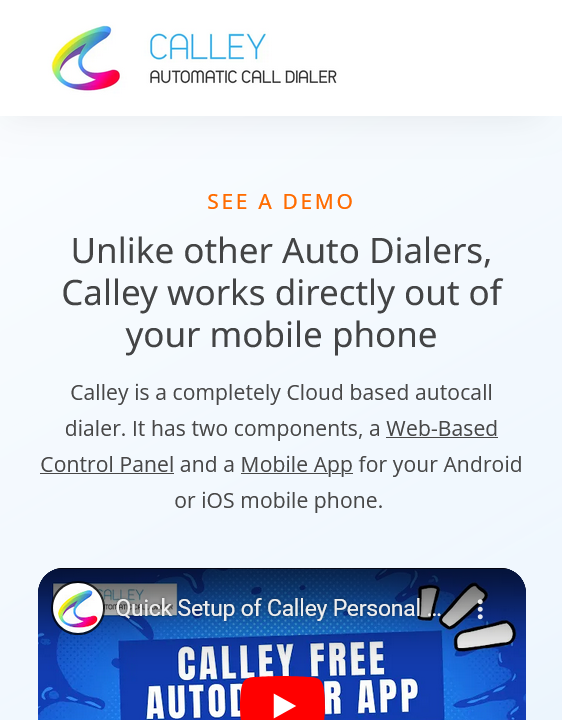 CALLEY
AUTOMATIC CALL DIALER
SEE A DEMO
Unlike other Auto Dialers,
Calley works directly out of
your mobile phone
Calley is a completely Cloud based autocall
dialer. It has two components, a Web-Based
Control Panel and a Mobile App for your Android
or iOS mobile phone.
CALLEY
Quick Setup of Calley Personal ...
CALLEY FREE
APP